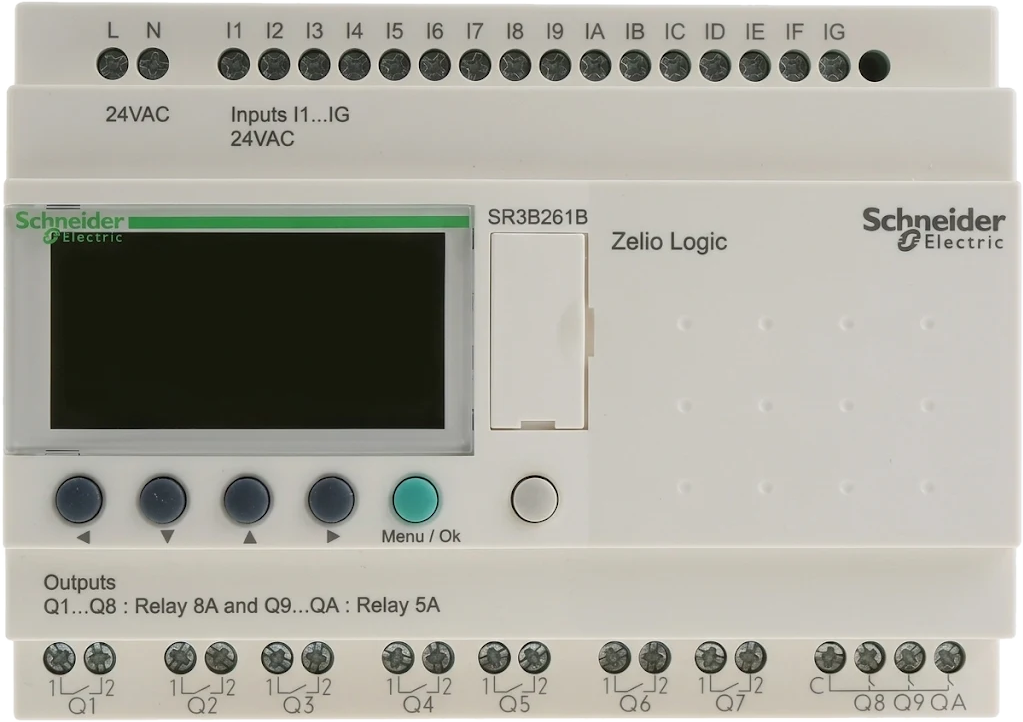 L N I1 I2 I3 I4 I5 I6 I7 I8 I9 IA IB IC ID IE IF IG
24VAC Inputs I1...IG
24VAC
Schneider
Electric
SR3B261B
Zelio Logic
Schneider
Electric
Menu / Ok
Outputs
Q1...Q8 : Relay 8A and Q9...QA : Relay 5A
1 2 1 2 1 2 1 2 1 2 1 2 1 2 C
Q1 Q2 Q3 Q4 Q5 Q6 Q7 Q8 Q9 QA